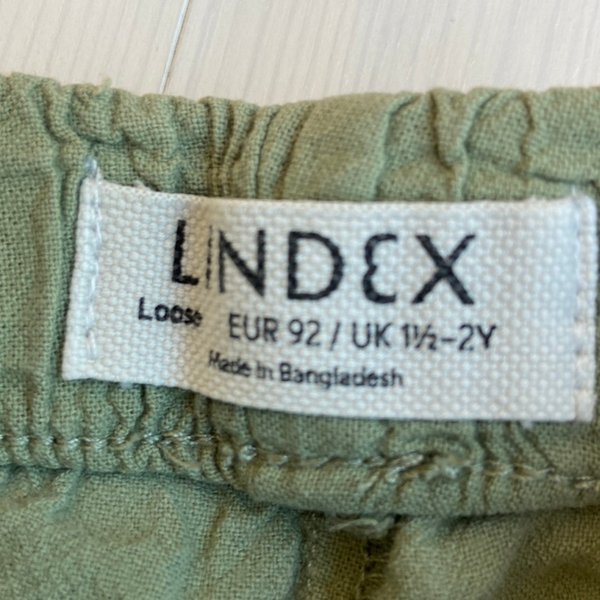 LINDEX
Loose EUR 92 / UK 1½-2Y
Made in Bangladesh